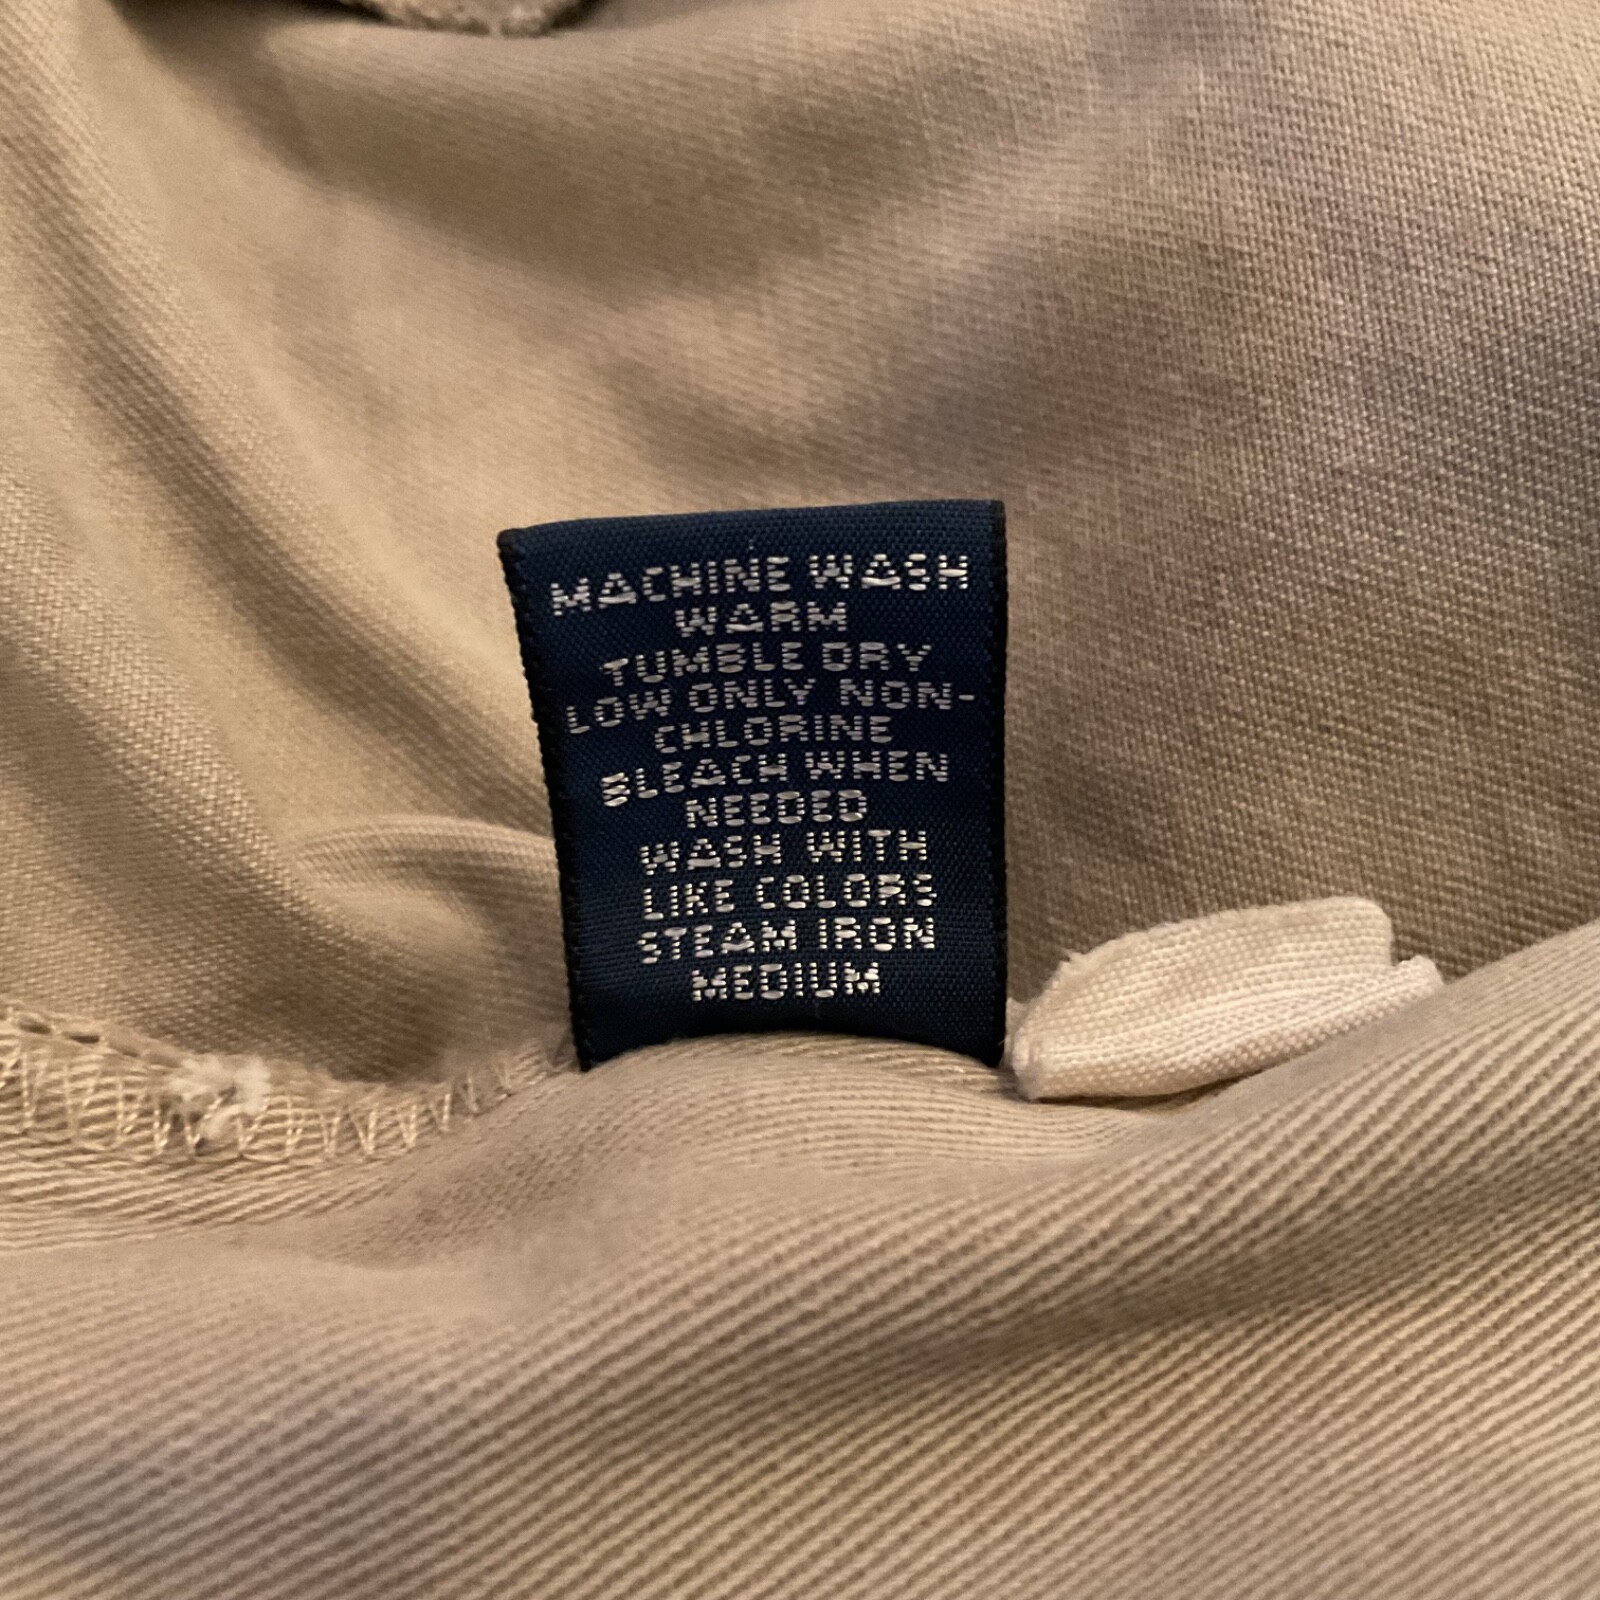 MACHINE WASH
WARM
TUMBLE DRY
LOW ONLY NON-
CHLORINE
BLEACH WHEN
NEEDED
WASH WITH
LIKE COLORS
STEAM IRON
MEDIUM